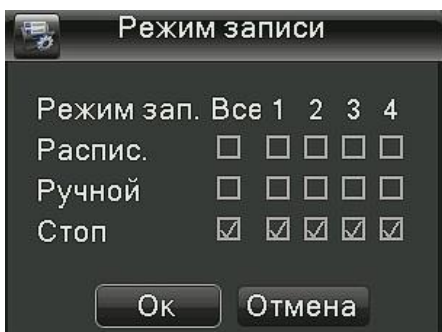 Режим записи
Режим зап. Все 1 2 3 4
Распис.
Ручной
Стоп
Ок Отмена